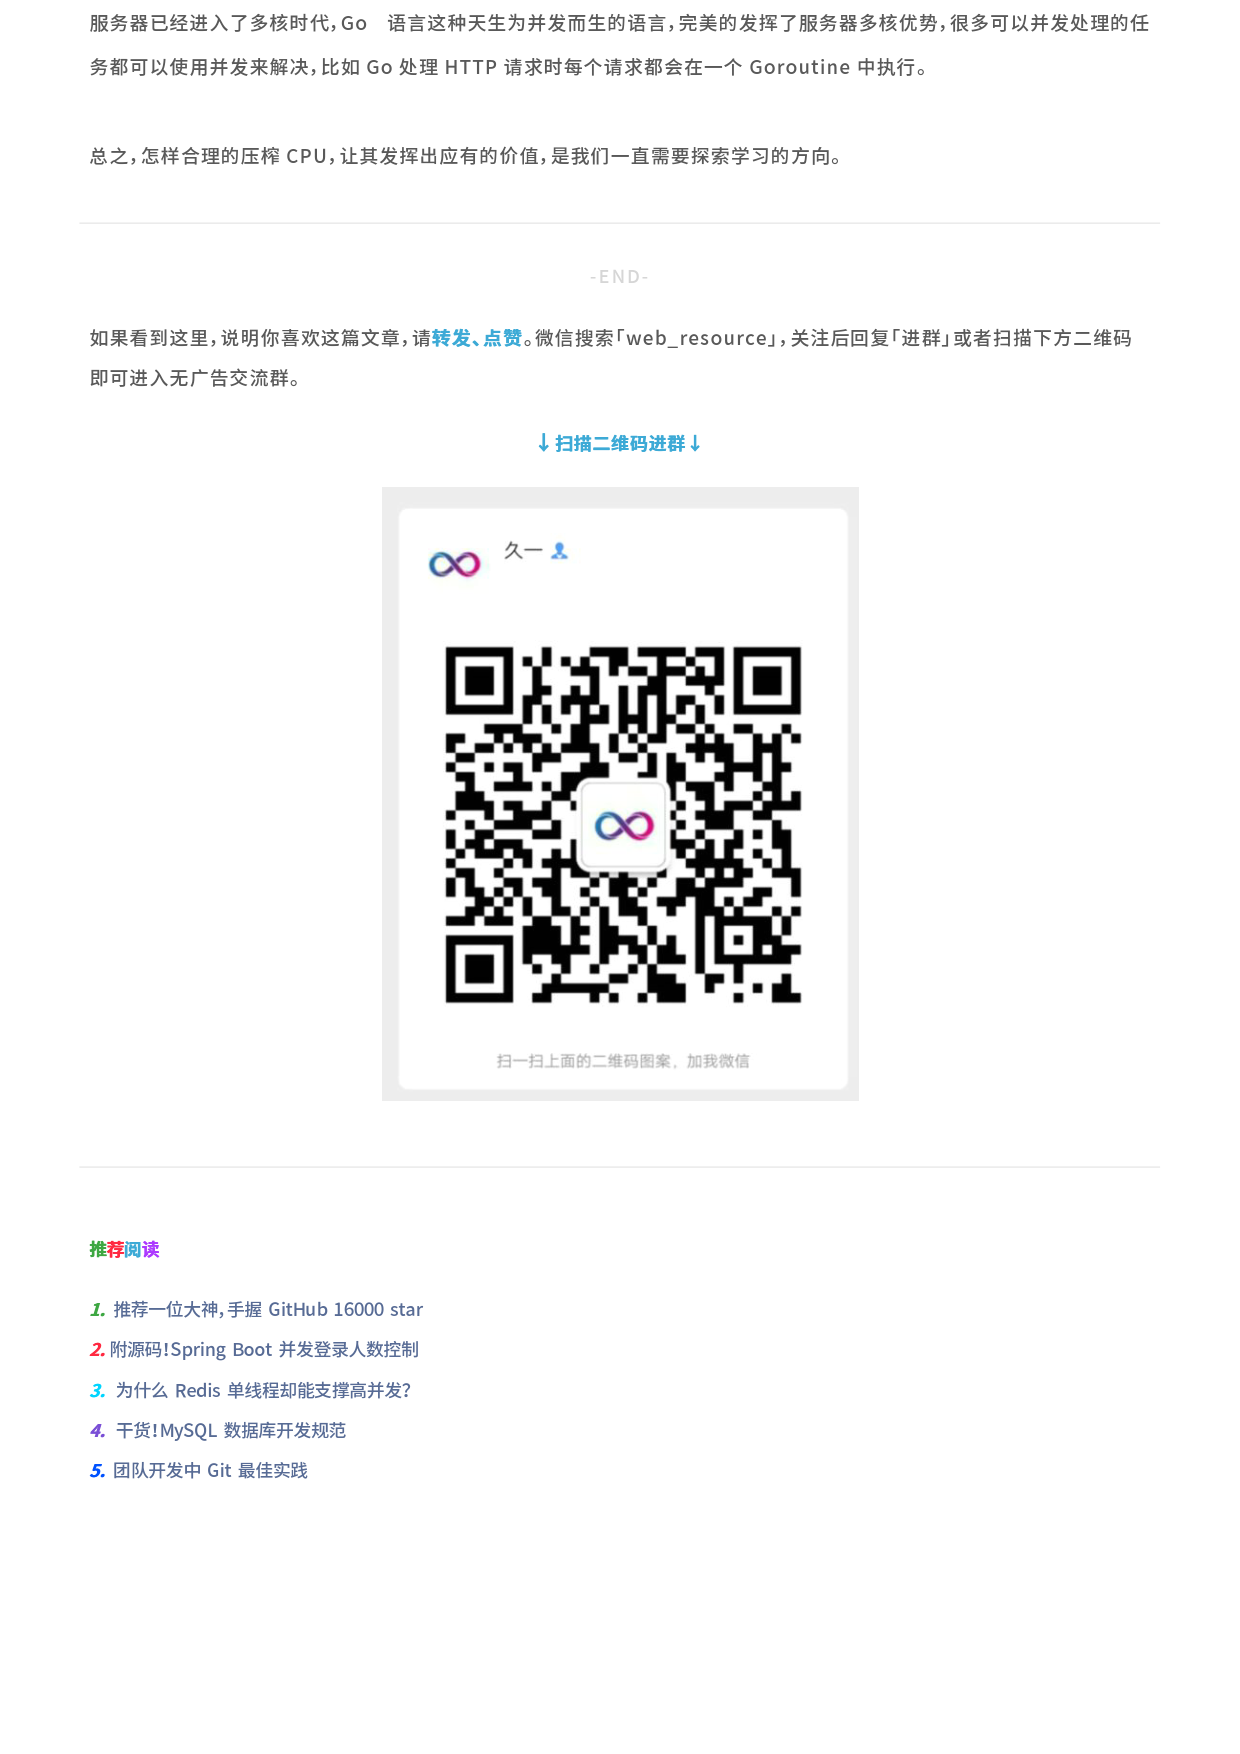 服务器已经进入了多核时代，Go 语言这种天生为并发而生的语言，完美的发挥了服务器多核优势，很多可以并发处理的任
务都可以使用并发来解决，比如 Go 处理 HTTP 请求时每个请求都会在一个 Goroutine 中执行。
总之，怎样合理的压榨 CPU，让其发挥出应有的价值，是我们一直需要探索学习的方向。
-END-
如果看到这里，说明你喜欢这篇文章，请转发、点赞。微信搜索「web_resource」，关注后回复「进群」或者扫描下方二维码
即可进入无广告交流群。
↓扫描二维码进群↓
久一
扫一扫上面的二维码图案，加我微信
推荐阅读
1. 推荐一位大神，手握 GitHub 16000 star
2. 附源码！Spring Boot 并发登录人数控制
3. 为什么 Redis 单线程却能支撑高并发？
4. 干货！MySQL 数据库开发规范
5. 团队开发中 Git 最佳实践